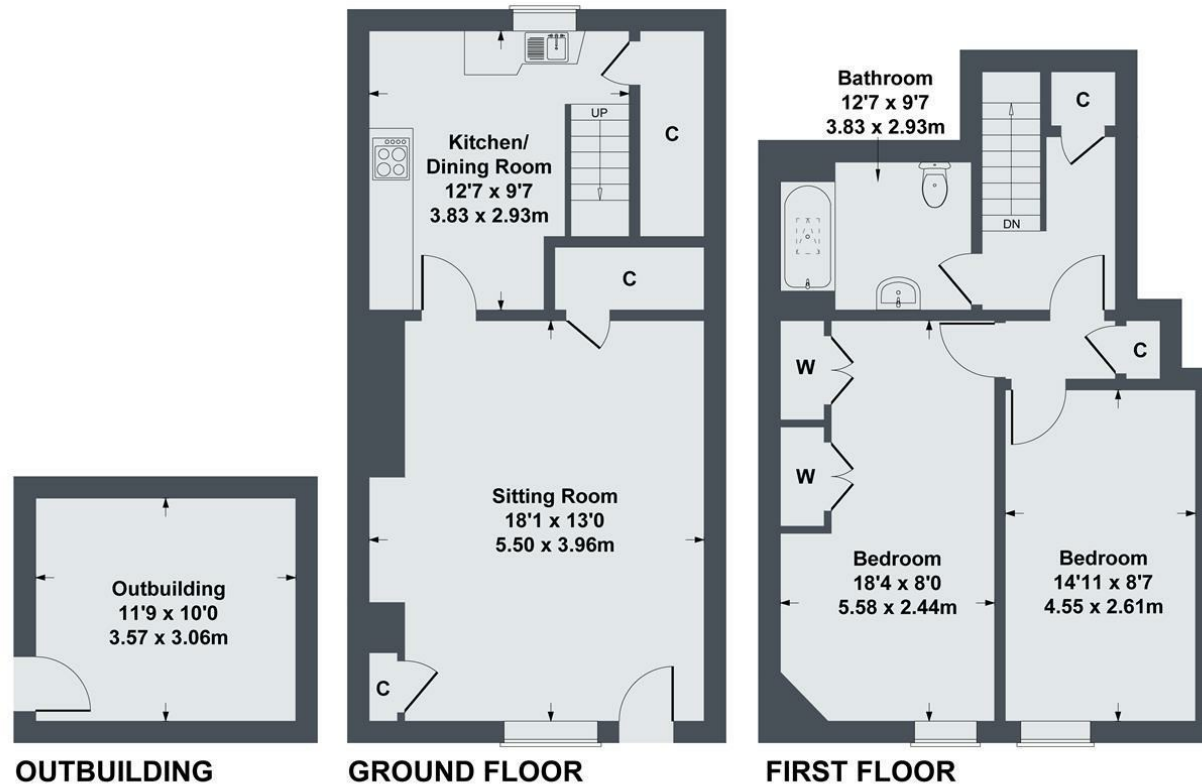 Kitchen/
Dining Room
12'7 x 9'7
3.83 x 2.93m
UP
C
C
Sitting Room
18'1 x 13'0
5.50 x 3.96m
C
Outbuilding
11'9 x 10'0
3.57 x 3.06m
Bathroom
12'7 x 9'7
3.83 x 2.93m
C
DN
C
W
W
Bedroom
18'4 x 8'0
5.58 x 2.44m
Bedroom
14'11 x 8'7
4.55 x 2.61m
OUTBUILDING
GROUND FLOOR
FIRST FLOOR